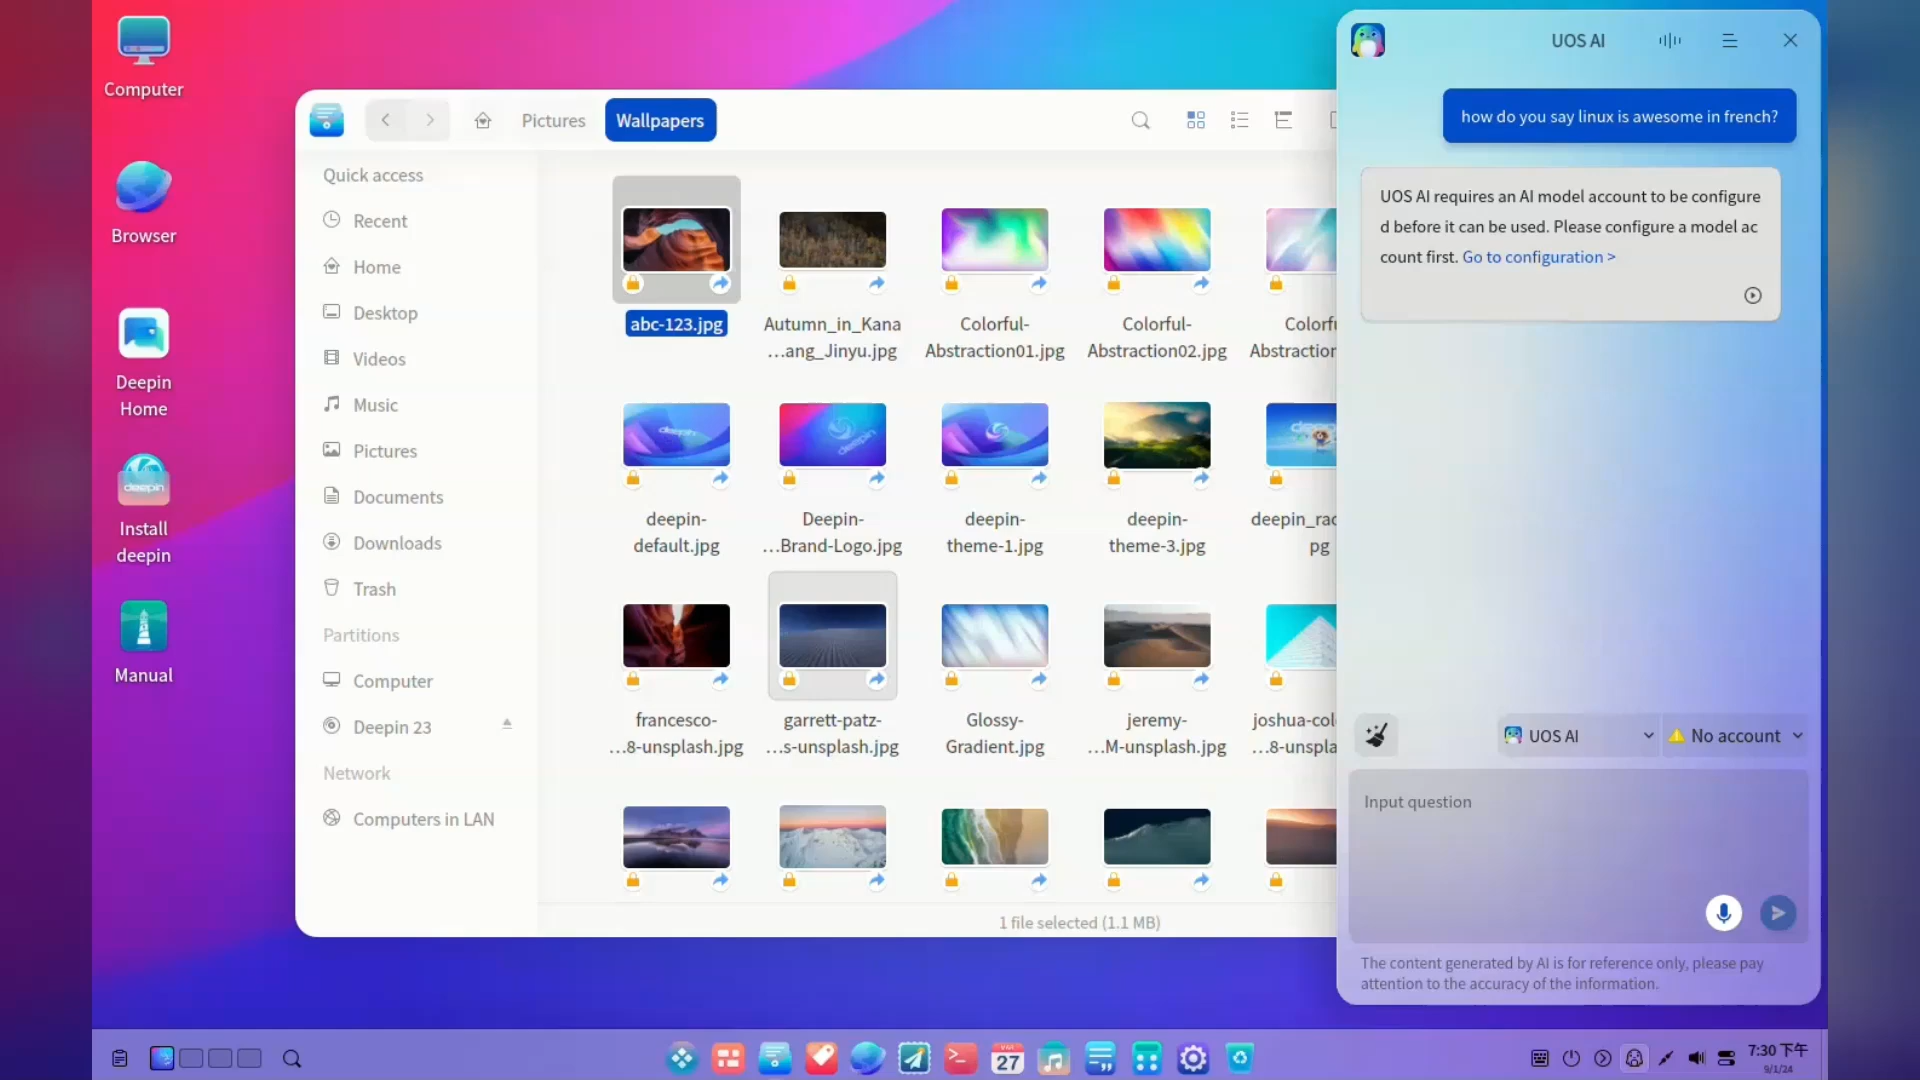 Computer
Browser
Deepin
Home
Install
deepin
Manual
Pictures
Wallpapers
Quick access
Recent
Home
Desktop
Videos
Music
Pictures
Documents
Downloads
Trash
Partitions
Computer
Deepin 23
Network
Computers in LAN
abc-123.jpg
Autumn_in_Kana
...ang_Jinyu.jpg
Colorful-
Abstraction01.jpg
Colorful-
Abstraction02.jpg
Colorf
Abstraction
deepin-
default.jpg
Deepin-
...Brand-Logo.jpg
deepin-
theme-1.jpg
deepin-
theme-3.jpg
deepin_rac
pg
francesco-
...8-unsplash.jpg
garrett-patz-
...s-unsplash.jpg
Glossy-
Gradient.jpg
jeremy-
...M-unsplash.jpg
joshua-col
...8-unspla
1 file selected (1.1 MB)
UOS AI
how do you say linux is awesome in french?
UOS AI requires an AI model account to be configure
d before it can be used. Please configure a model ac
count first. Go to configuration >
UOS AI
No account
Input question
The content generated by AI is for reference only, please pay
attention to the accuracy of the information.
27
7:30 下午
9/1/24